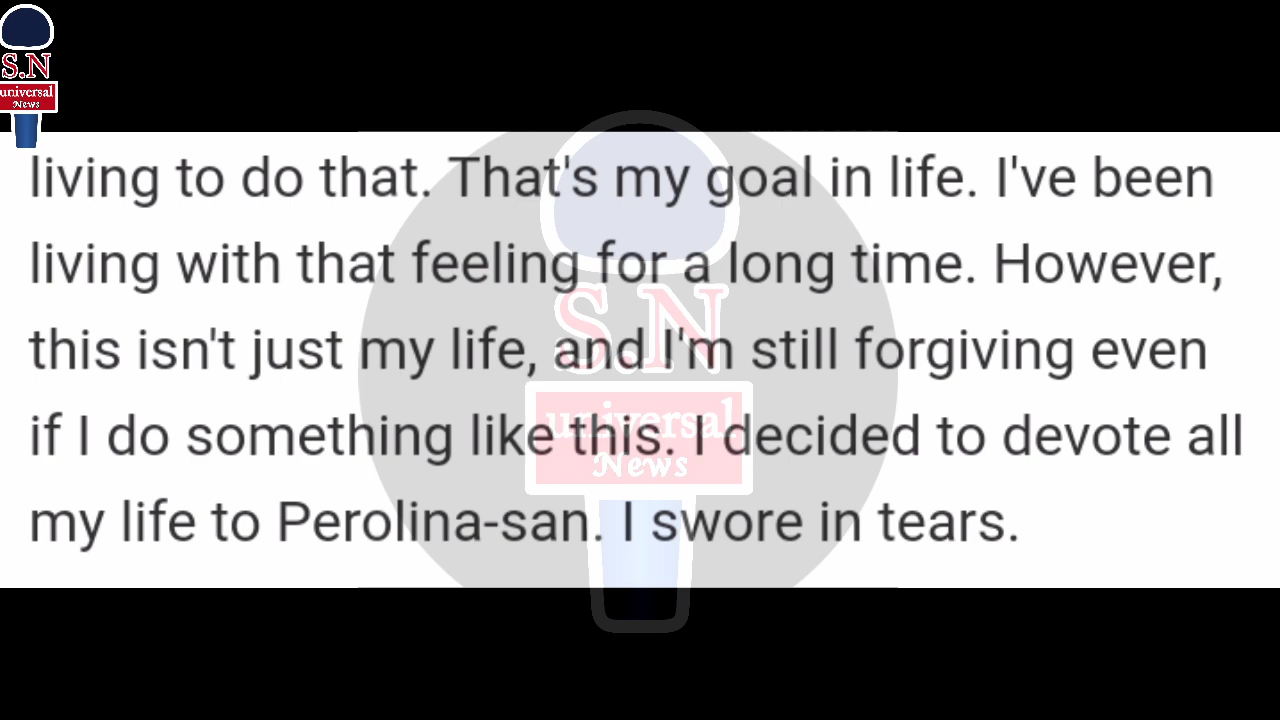 S.N
universal
News
living to do that. That's my goal in life. I've been
living with that feeling for a long time. However,
this isn't just my life, and I'm still forgiving even
if I do something like this. I decided to devote all
my life to Perolina-san. I swore in tears.
S.N
universal
News